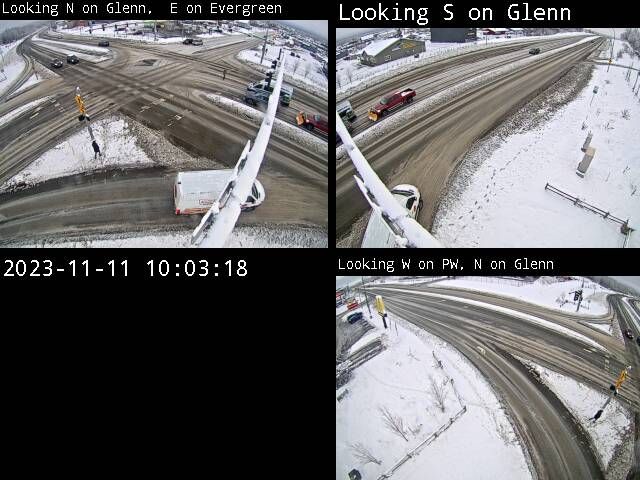 Looking N on Glenn, E on Evergreen
Looking S on Glenn
2023-11-11 10:03:18
Looking W on PW, N on Glenn